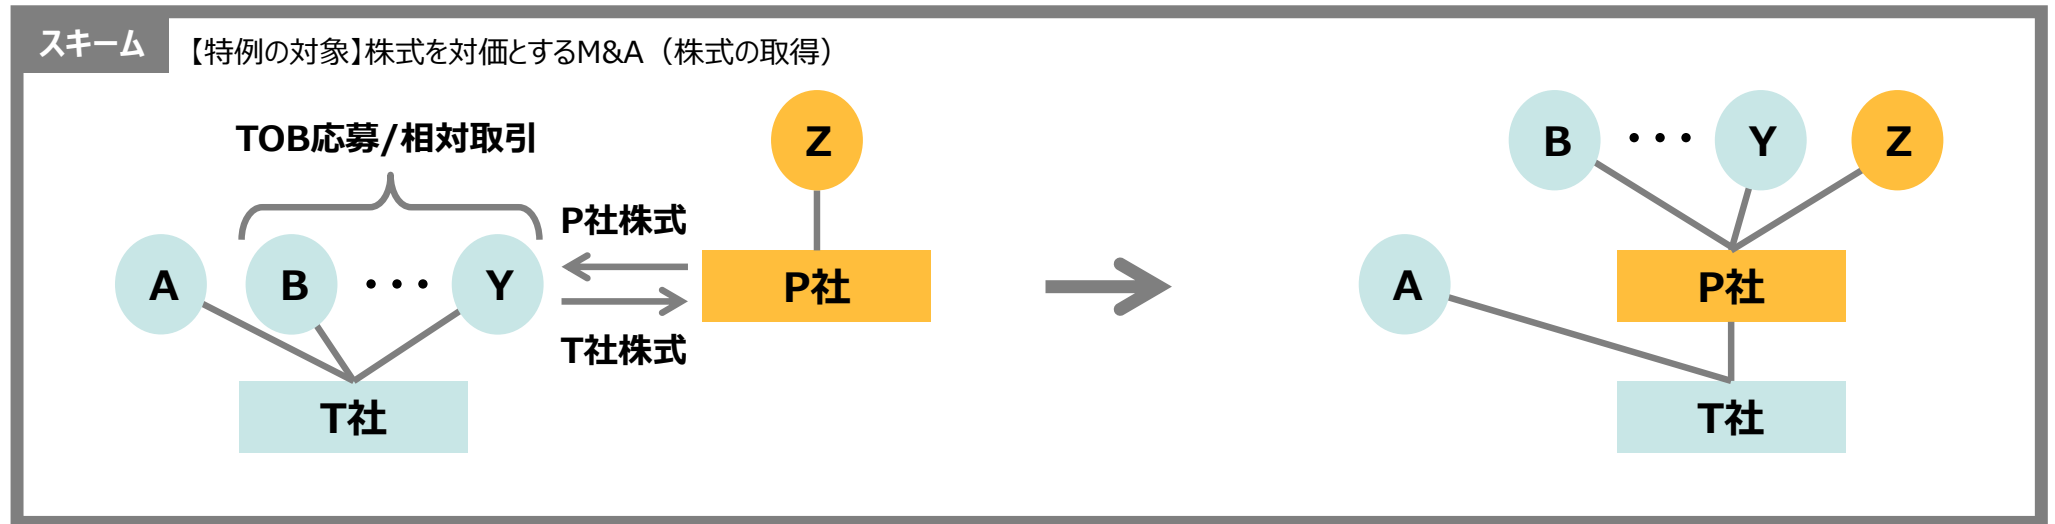 スキーム
【特例の対象】株式を対価とするM&A（株式の取得）
TOB応募/相対取引
Z
P社株式
A
B
・・・
Y
P社
T社株式
T社
B
・・・
Y
Z
A
P社
T社